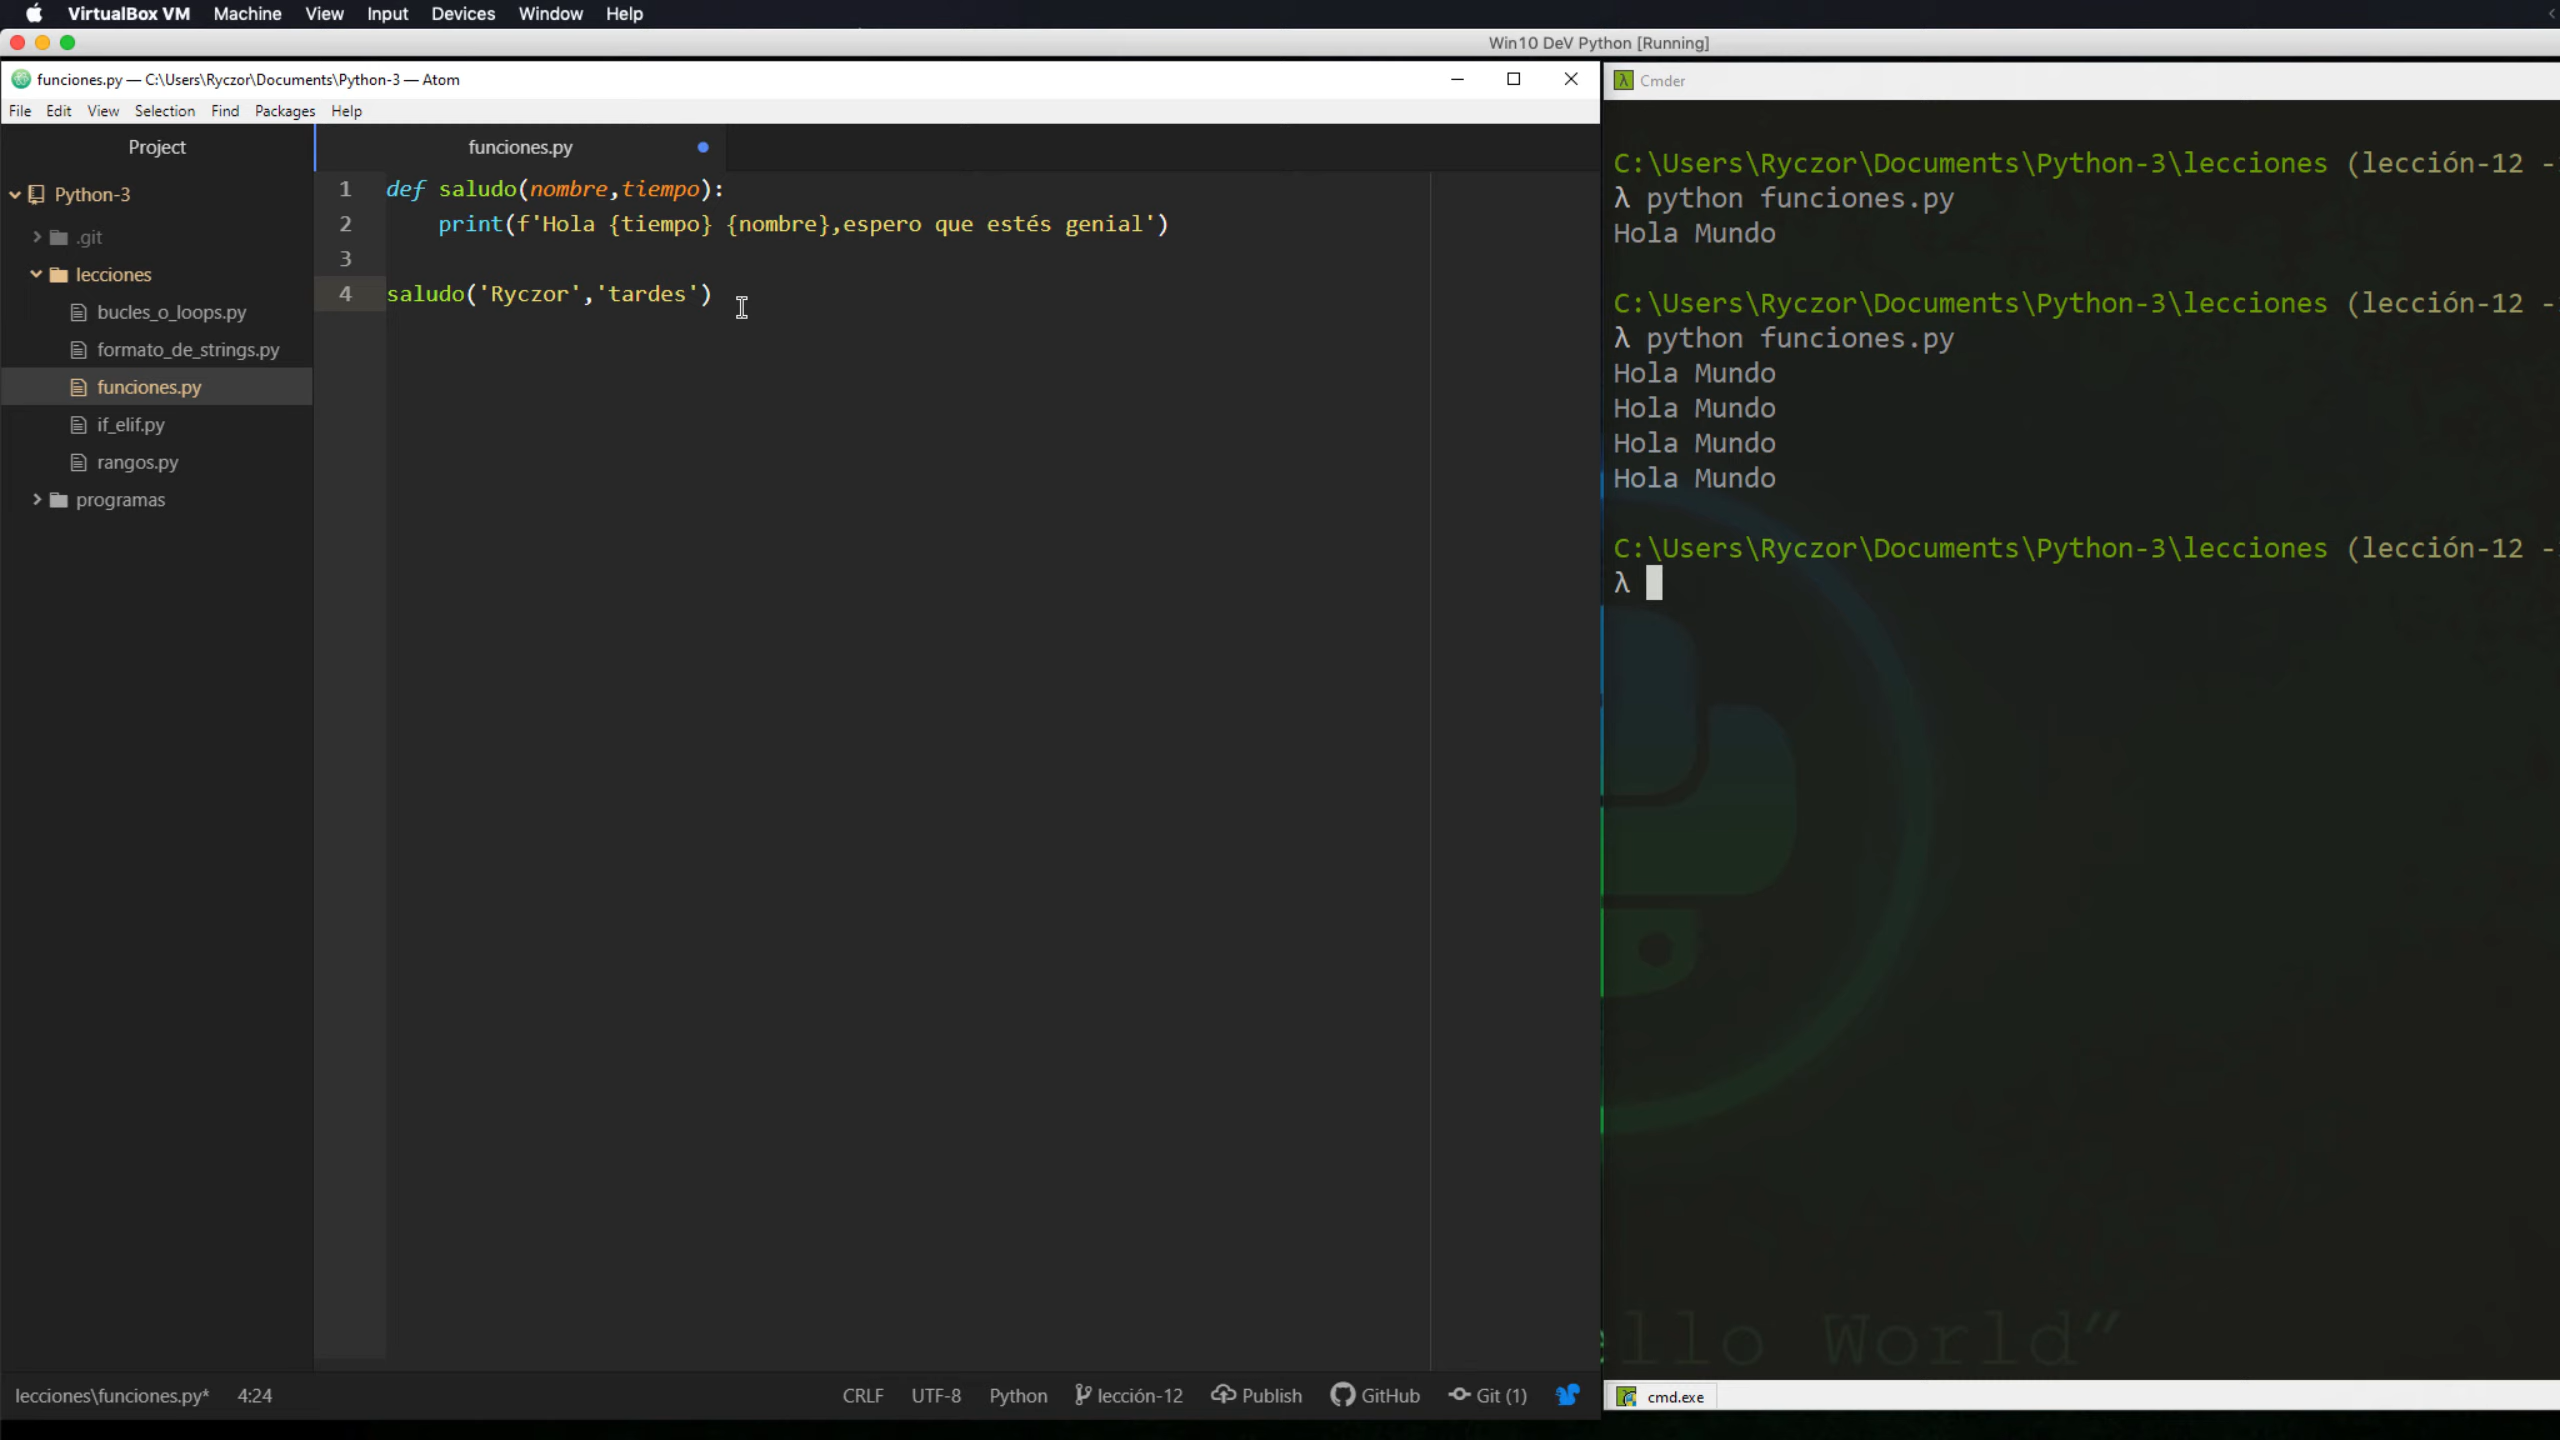 VirtualBox VM Machine View Input Devices Window Help
Win10 DeV Python [Running]
funciones.py — C:\Users\Ryczor\Documents\Python-3 — Atom
File Edit View Selection Find Packages Help
Project
Python-3
.git
lecciones
bucles_o_loops.py
formato_de_strings.py
funciones.py
if_elif.py
rangos.py
programas
funciones.py
1 def saludo(nombre,tiempo):
2 print(f'Hola {tiempo} {nombre},espero que estés genial')
3
4 saludo('Ryczor','tardes')
lecciones\funciones.py* 4:24 CRLF UTF-8 Python lección-12 Publish GitHub Git (1)
Cmder
C:\Users\Ryczor\Documents\Python-3\lecciones (lección-12 -
λ python funciones.py
Hola Mundo
C:\Users\Ryczor\Documents\Python-3\lecciones (lección-12 -
λ python funciones.py
Hola Mundo
Hola Mundo
Hola Mundo
Hola Mundo
C:\Users\Ryczor\Documents\Python-3\lecciones (lección-12 -
λ
ello World”
cmd.exe